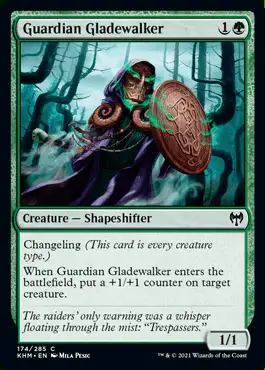 Guardian Gladewalker 1
Creature — Shapeshifter
Changeling (This card is every creature
type.)
When Guardian Gladewalker enters the
battlefield, put a +1/+1 counter on target
creature.
The raiders' only warning was a whisper
floating through the mist: "Trespassers."
1/1
174/285 C
KHM • EN MILA PESIC
™ & © 2021 Wizards of the Coast